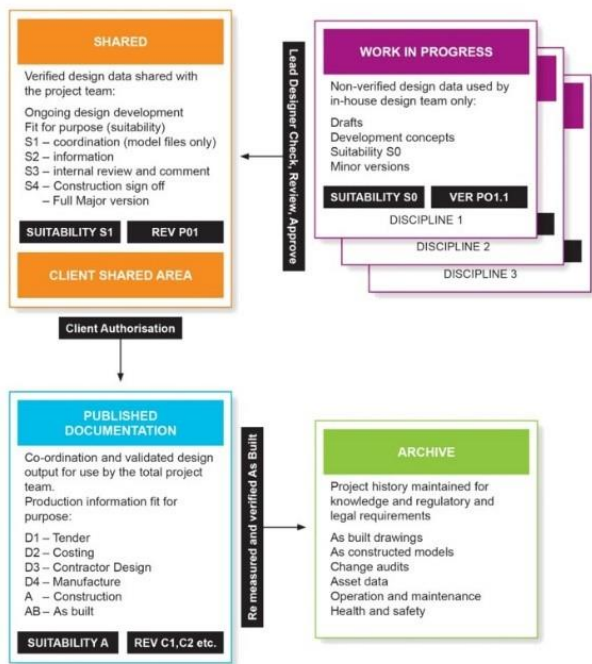 SHARED
Verified design data shared with
the project team:
Ongoing design development
Fit for purpose (suitability)
S1 – coordination (model files only)
S2 – information
S3 – internal review and comment
S4 – Construction sign off
– Full Major version
SUITABILITY S1
REV P01
CLIENT SHARED AREA
Lead Designer Check, Review, Approve
WORK IN PROGRESS
Non-verified design data used by
in-house design team only:
Drafts
Development concepts
Suitability S0
Minor versions
SUITABILITY S0
VER PO1.1
DISCIPLINE 1
DISCIPLINE 2
DISCIPLINE 3
Client Authorisation
PUBLISHED
DOCUMENTATION
Co-ordination and validated design
output for use by the total project
team.
Production information fit for
purpose:
D1 – Tender
D2 – Costing
D3 – Contractor Design
D4 – Manufacture
A – Construction
AB – As built
SUITABILITY A
REV C1,C2 etc.
Re measured and verified As Built
ARCHIVE
Project history maintained for
knowledge and regulatory and
legal requirements
As built drawings
As constructed models
Change audits
Asset data
Operation and maintenance
Health and safety